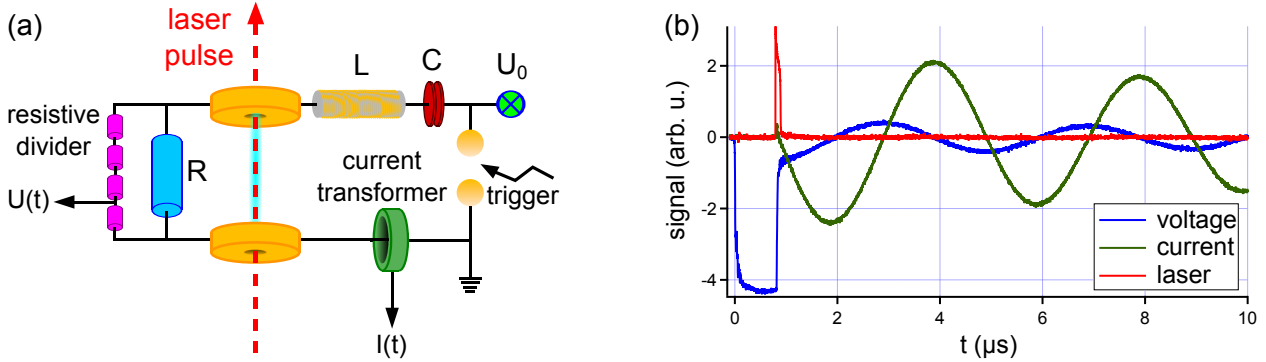 (a)
laser
pulse
L
C
U0
resistive
divider
R
current
transformer
trigger
U(t)
I(t)
(b)
signal (arb. u.)
2
0
-2
-4
voltage
current
laser
0
2
4
6
8
10
t (µs)